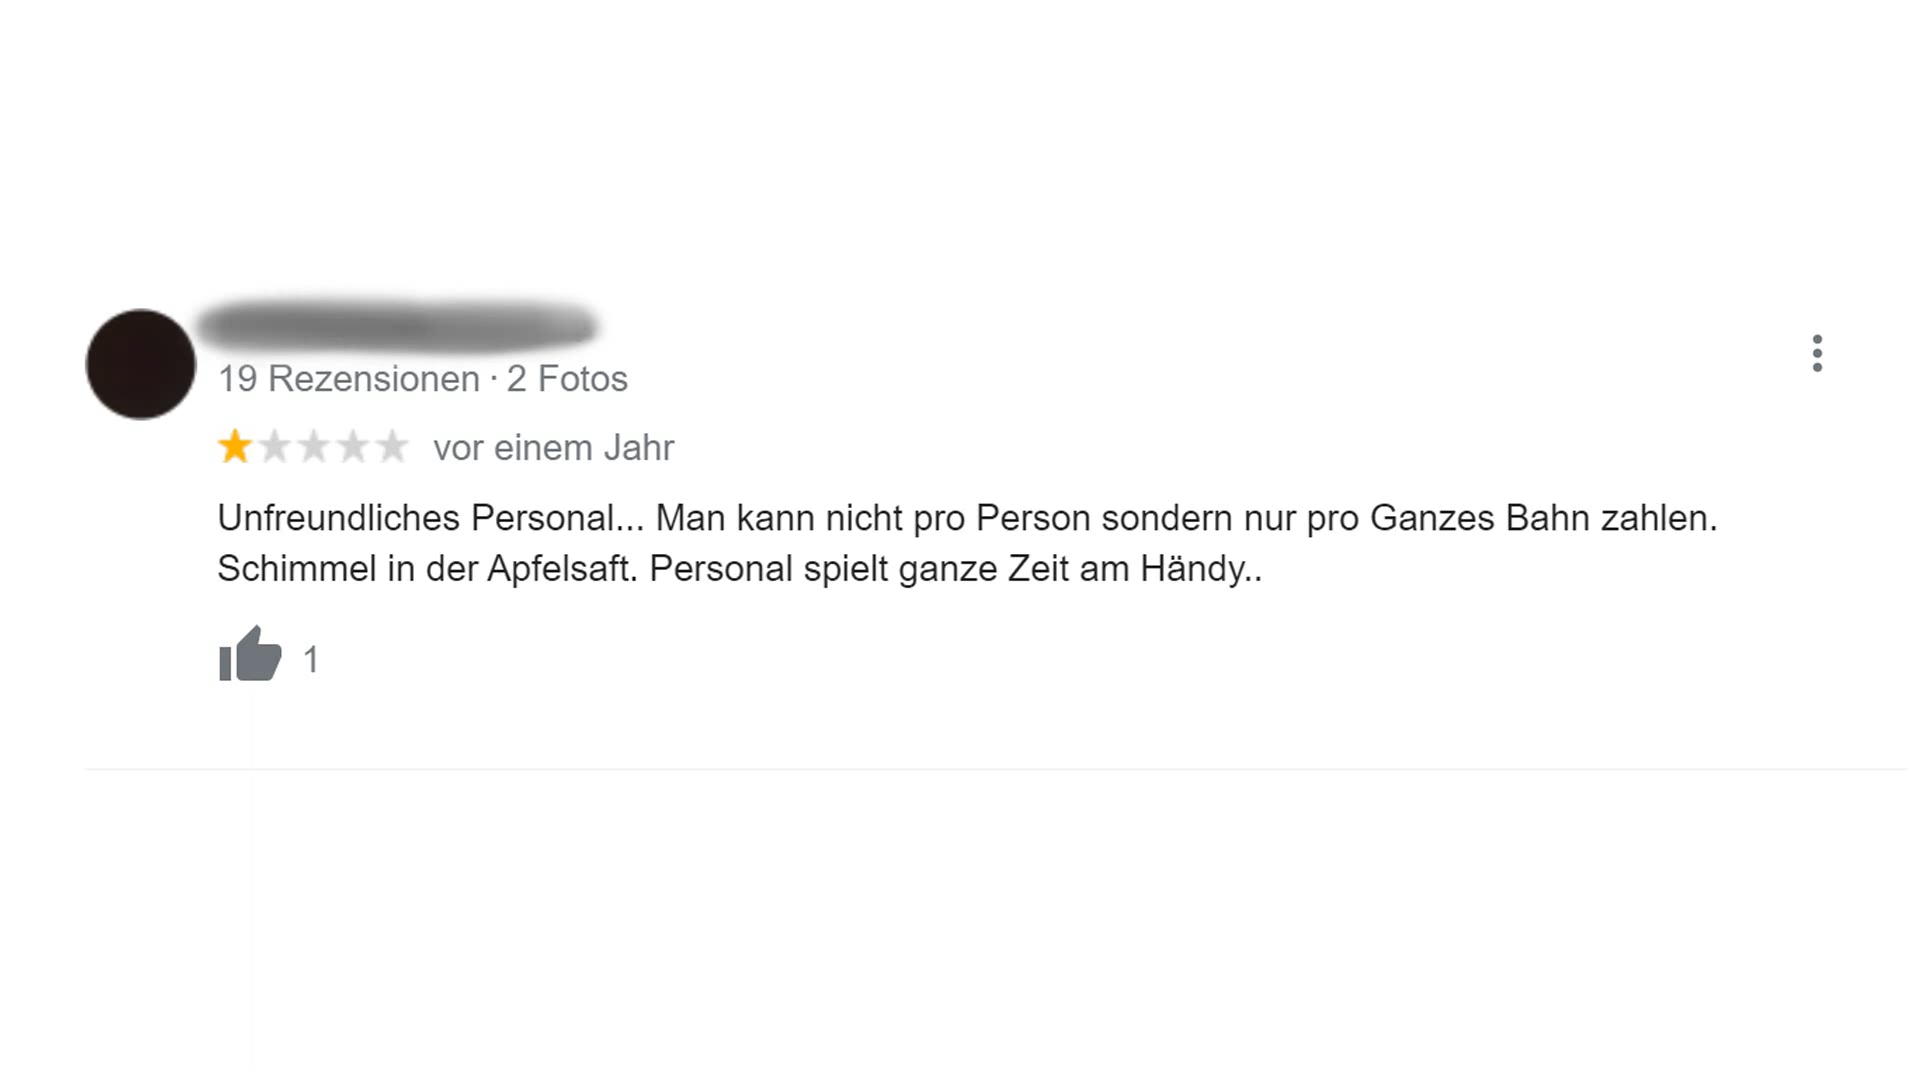 19 Rezensionen · 2 Fotos
vor einem Jahr
Unfreundliches Personal... Man kann nicht pro Person sondern nur pro Ganzes Bahn zahlen.
Schimmel in der Apfelsaft. Personal spielt ganze Zeit am Händy..
1